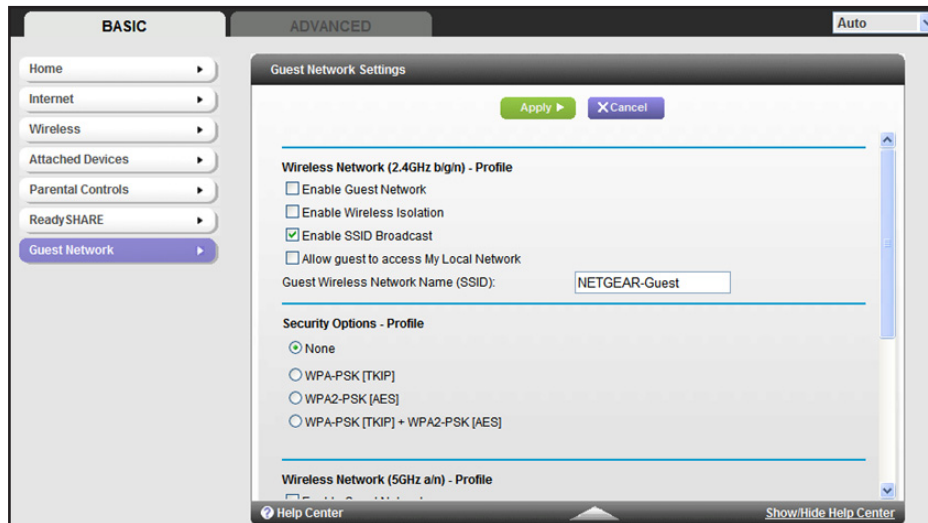 BASIC
ADVANCED
Auto
Home
Internet
Wireless
Attached Devices
Parental Controls
ReadySHARE
Guest Network
Guest Network Settings
Apply
Cancel
Wireless Network (2.4GHz b/g/n) - Profile
Enable Guest Network
Enable Wireless Isolation
Enable SSID Broadcast
Allow guest to access My Local Network
Guest Wireless Network Name (SSID): NETGEAR-Guest
Security Options - Profile
None
WPA-PSK [TKIP]
WPA2-PSK [AES]
WPA-PSK [TKIP] + WPA2-PSK [AES]
Wireless Network (5GHz a/n) - Profile
Help Center
Show/Hide Help Center